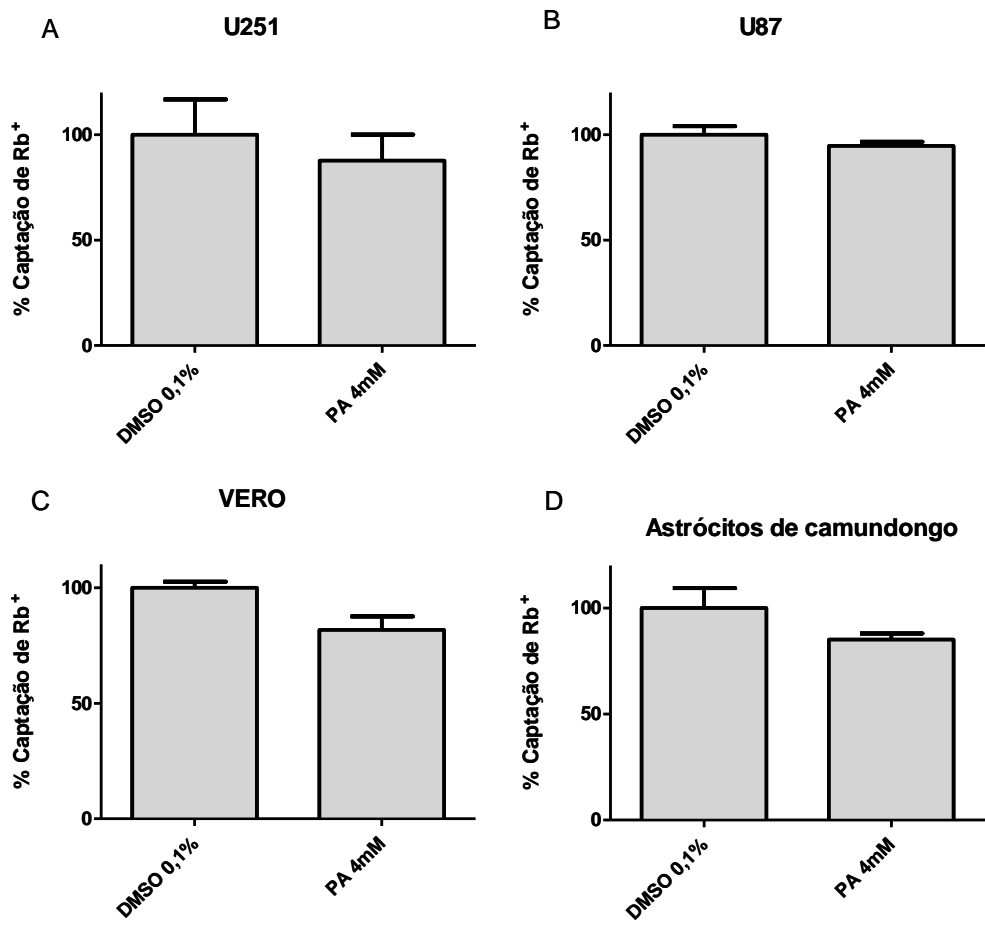 A
U251
% Captação de Rb⁺
100
50
0
DMSO 0,1%
PA 4mM
B
U87
% Captação de Rb⁺
100
50
0
DMSO 0,1%
PA 4mM
C
VERO
% Captação de Rb⁺
100
50
0
DMSO 0,1%
PA 4mM
D
Astrócitos de camundongo
% Captação de Rb⁺
100
50
0
DMSO 0,1%
PA 4mM